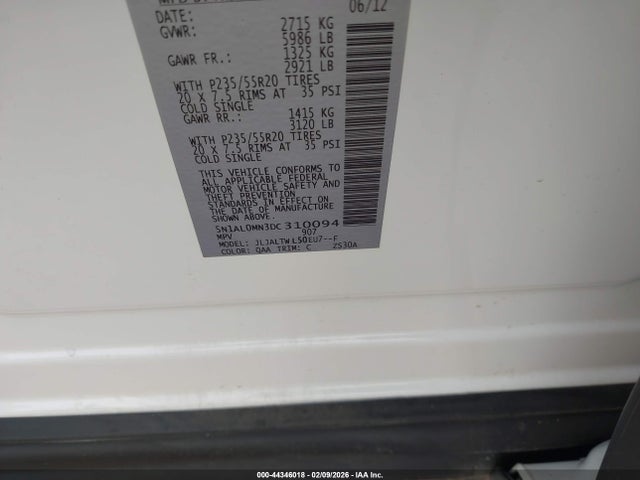 06/12
DATE:
GVWR: 2715 KG
5986 LB
GAWR FR.: 1325 KG
2921 LB
WITH P235/55R20 TIRES
20 X 7.5 RIMS AT 35 PSI
COLD SINGLE
GAWR RR.: 1415 KG
3120 LB
WITH P235/55R20 TIRES
20 X 7.5 RIMS AT 35 PSI
COLD SINGLE
THIS VEHICLE CONFORMS TO
ALL APPLICABLE FEDERAL
MOTOR VEHICLE SAFETY AND
THEFT PREVENTION
STANDARDS IN EFFECT ON
THE DATE OF MANUFACTURE
5N1AL0MN3DC310094
MPV 907
MODEL: JLJALTWL50EU7--F
COLOR: QAA TRIM: C 2S30A
000-44346018 - 02/09/2026 - IAA Inc.